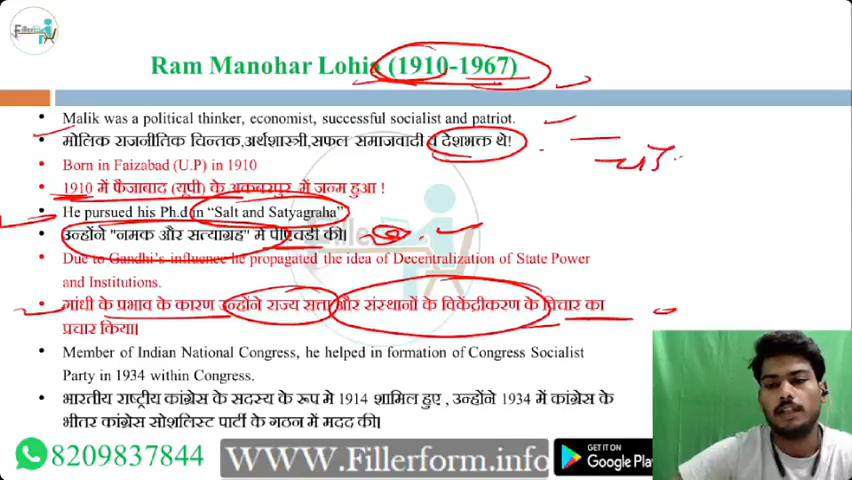 Fillerform
Ram Manohar Lohia (1910-1967)
Malik was a political thinker, economist, successful socialist and patriot.
मौलिक राजनीतिक चिन्तक,अर्थशास्त्री,सफल समाजवादी व देशभक्त थे!
Born in Faizabad (U.P) in 1910
1910 में फैजाबाद (यूपी) के अकबरपुर में जन्म हुआ !
He pursued his Ph.d in “Salt and Satyagraha”
उन्होंने "नमक और सत्याग्रह" में पीएचडी की।
Due to Gandhi’s influence he propagated the idea of Decentralization of State Power
and Institutions.
गांधी के प्रभाव के कारण उन्होंने राज्य सत्ता और संस्थानों के विकेंद्रीकरण के विचार का
प्रचार किया।
Member of Indian National Congress, he helped in formation of Congress Socialist
Party in 1934 within Congress.
भारतीय राष्ट्रीय कांग्रेस के सदस्य के रूप मे 1914 शामिल हुए , उन्होंने 1934 में कांग्रेस के
भीतर कांग्रेस सोशलिस्ट पार्टी के गठन में मदद की।
8209837844
WWW.Fillerform.info
GET IT ON
Google Play